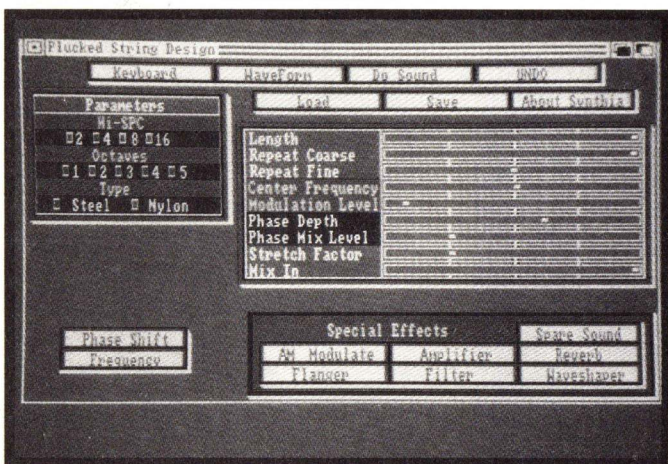 Plucked String Design
Keyboard WaveForm Do Sound UNDO
Load Save About Synthia
Parameters
Hi-SPC
2 4 8 16
Octaves
1 2 3 4 5
Type
Steel Nylon
Length
Repeat Coarse
Repeat Fine
Center Frequency
Modulation Level
Phase Depth
Phase Mix Level
Stretch Factor
Mix In
Phase Shift
Frequency
Special Effects Spare Sound
AM Modulate Amplifier Reverb
Flanger Filter Waveshaper